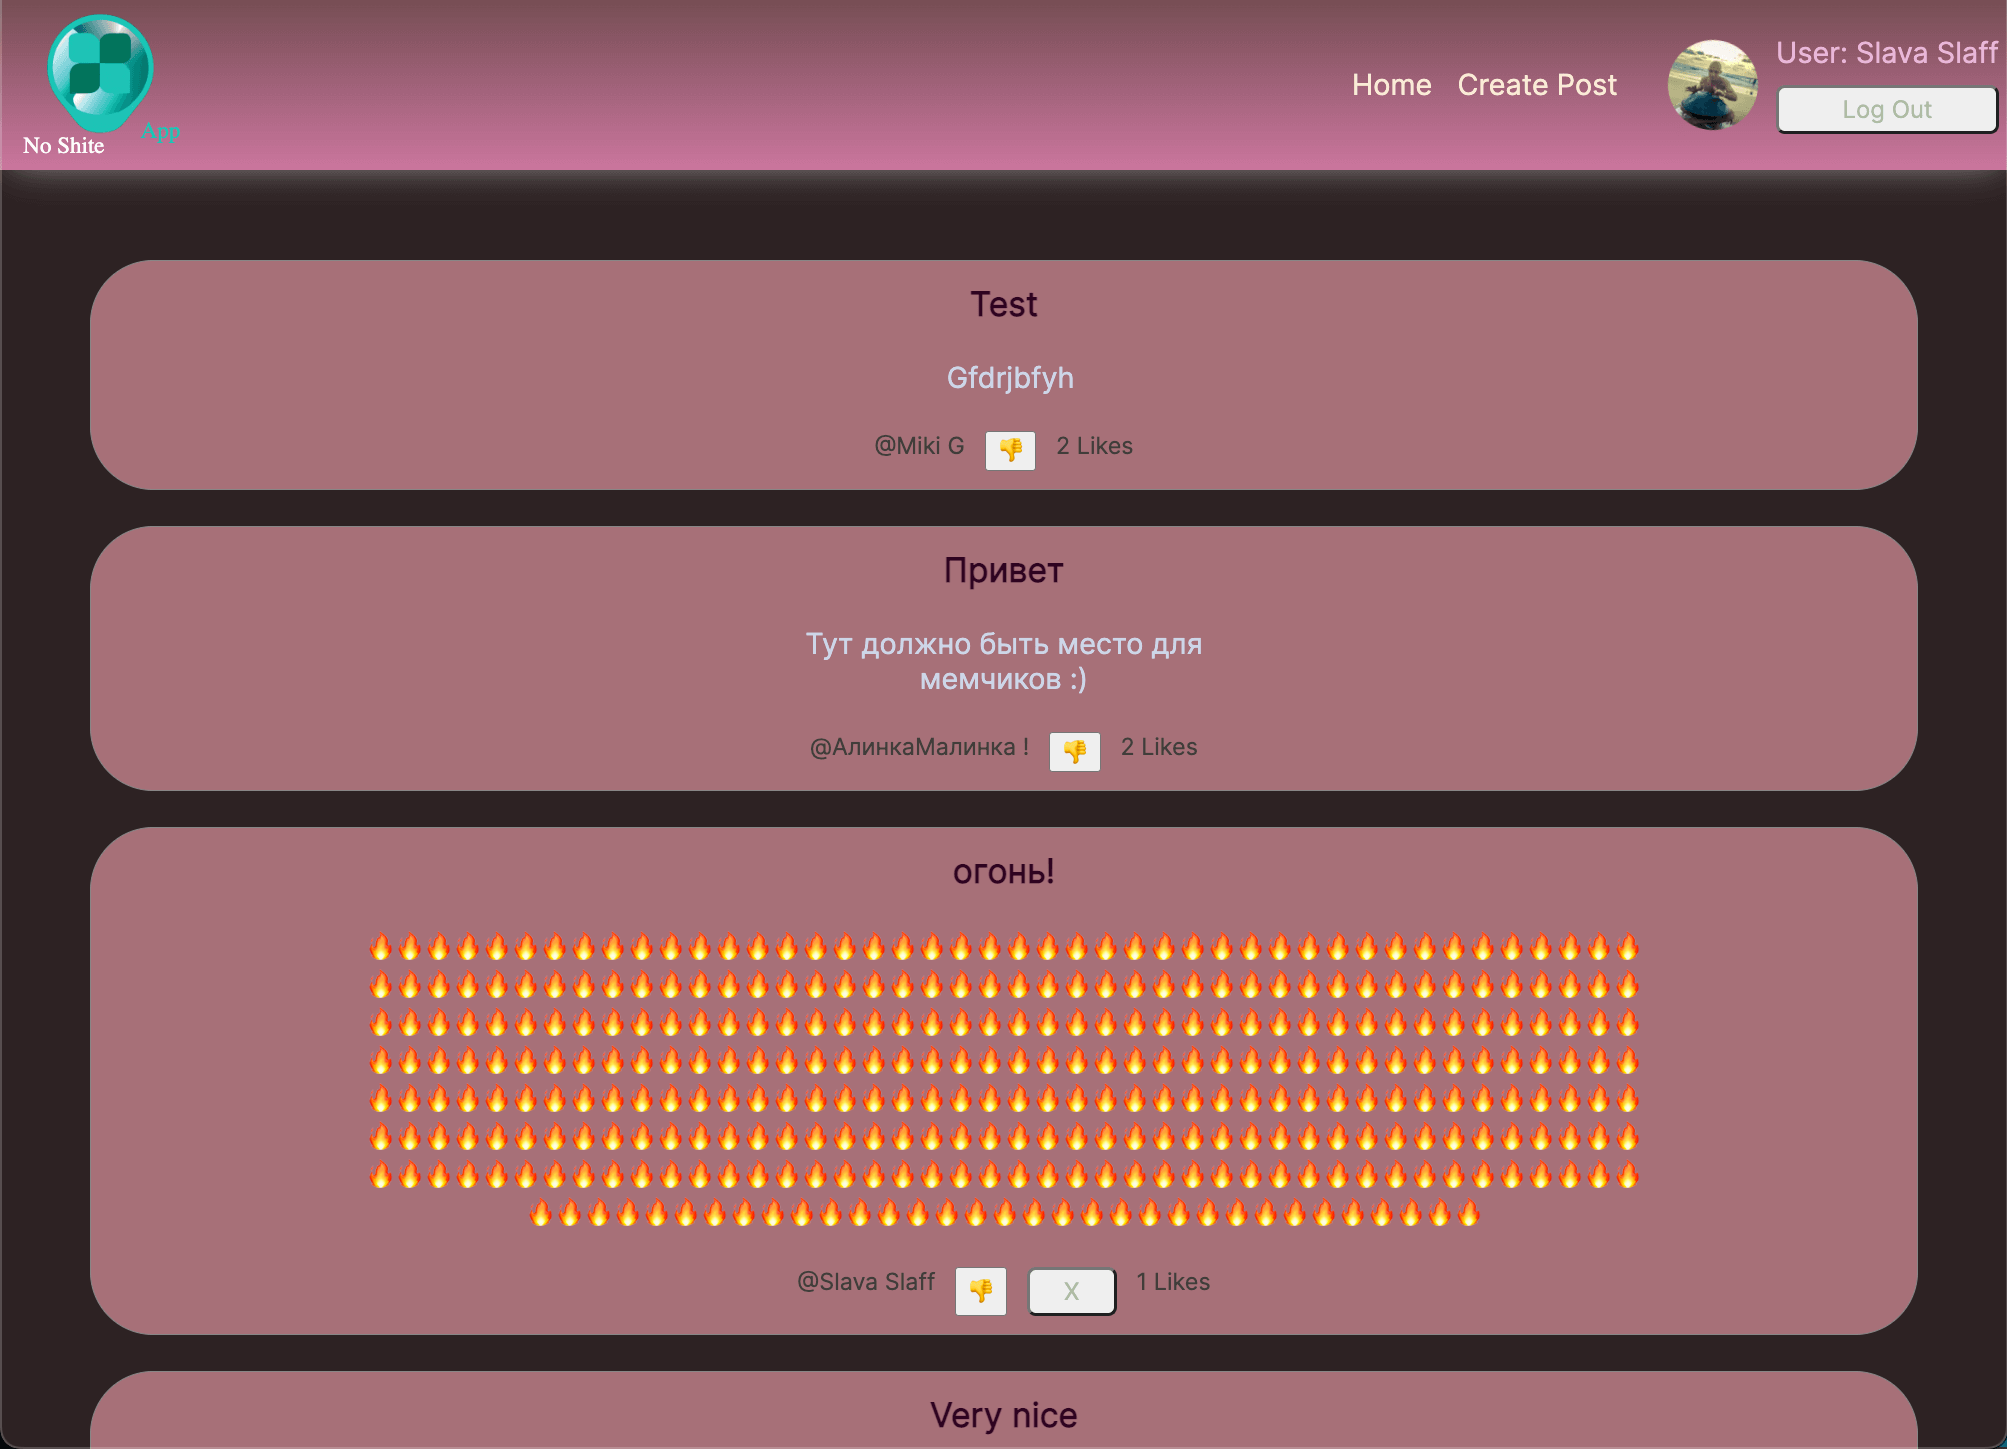 No Shite App
Home Create Post
User: Slava Slaff
Log Out
Test
Gfdrjbfyh
@Miki G 2 Likes
Привет
Тут должно быть место для
мемчиков :)
@АлинкаМалинка ! 2 Likes
огонь!
@Slava Slaff X 1 Likes
Very nice